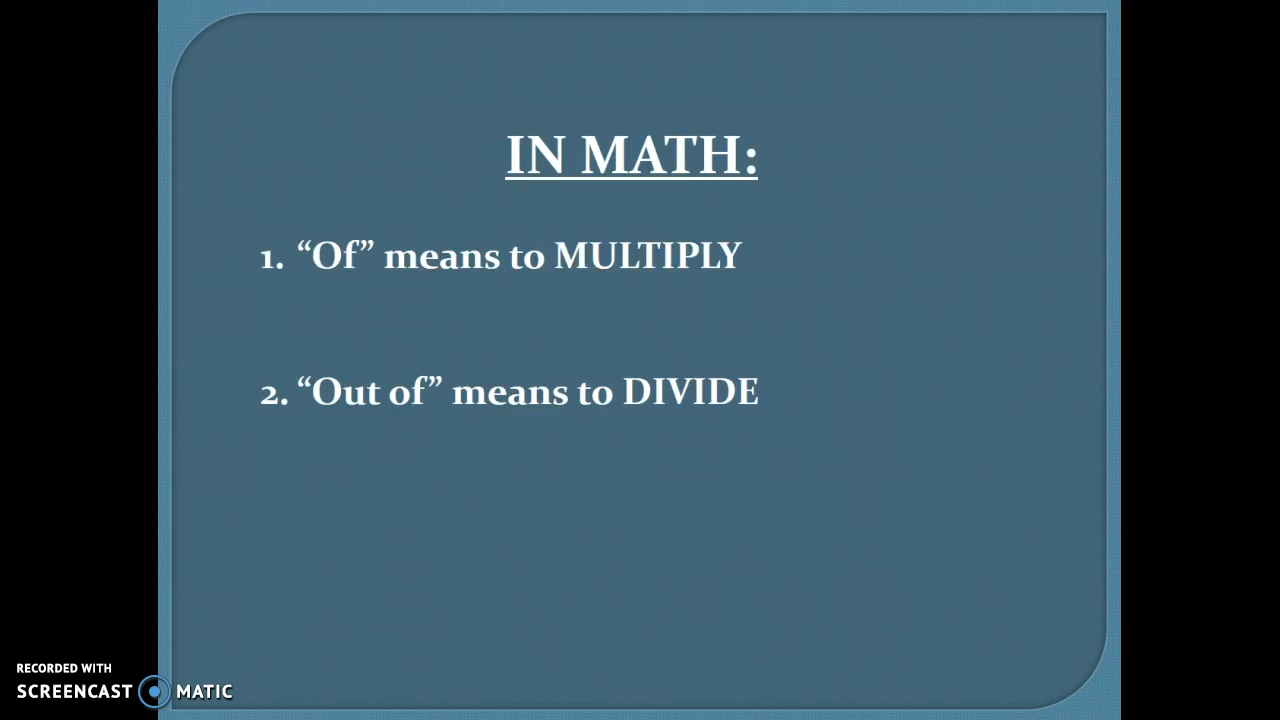 IN MATH:
1. “Of” means to MULTIPLY
2. “Out of” means to DIVIDE
RECORDED WITH
SCREENCAST MATIC